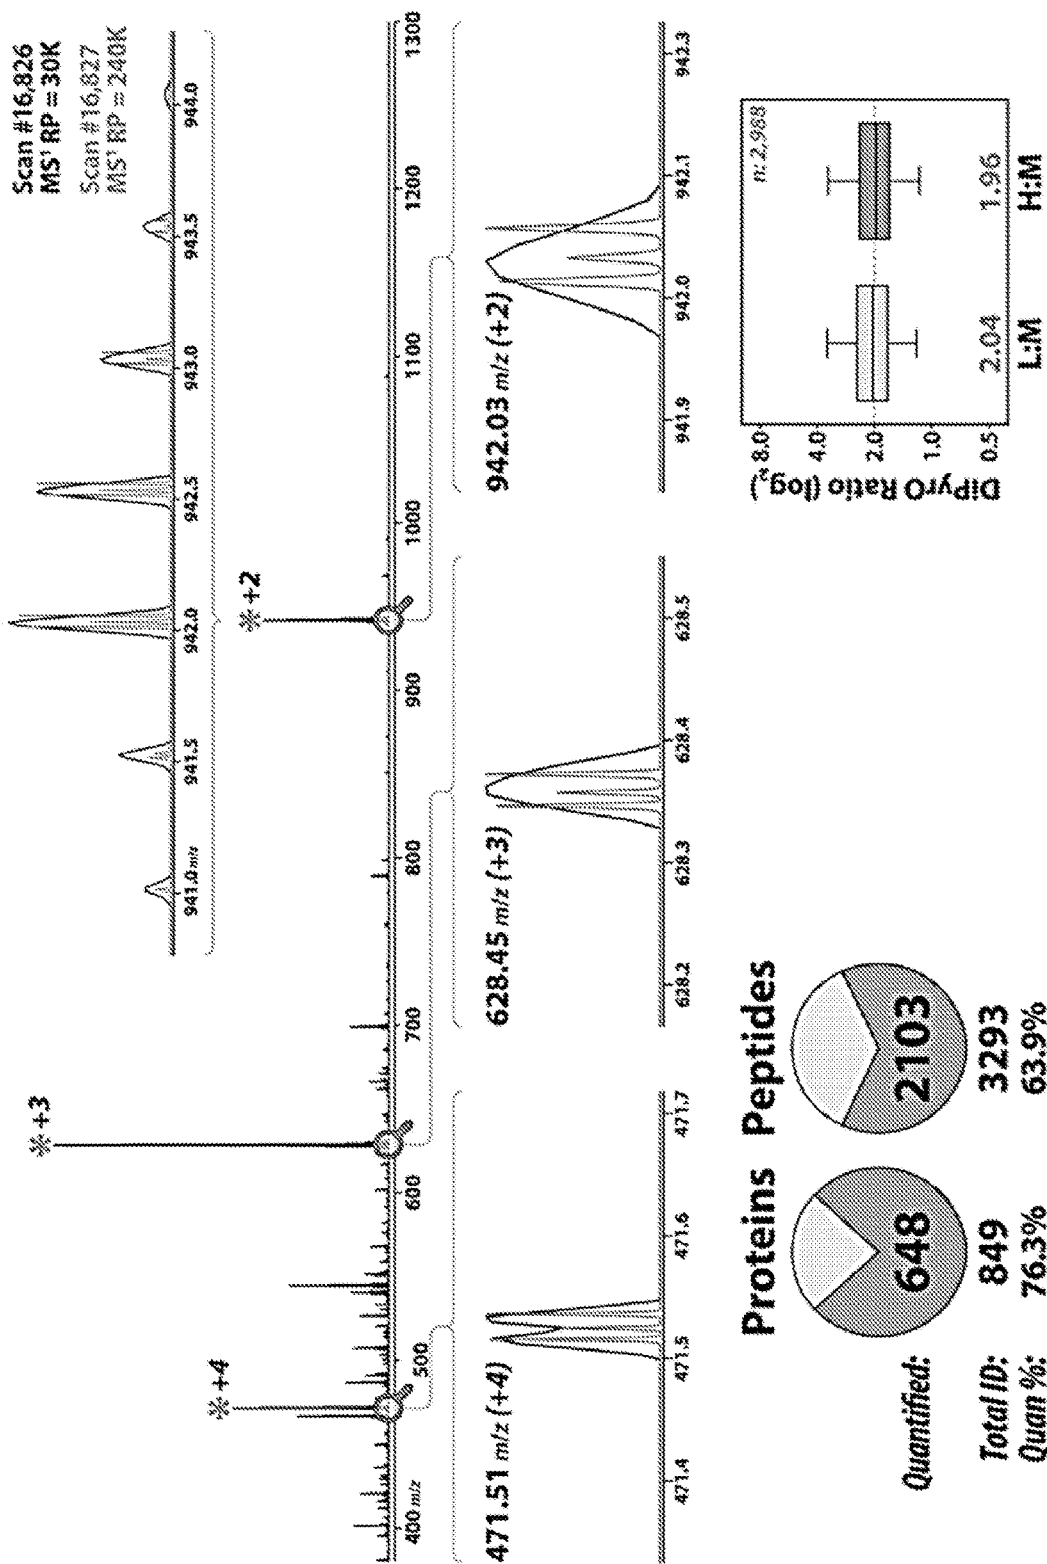 Scan #16,826
MS¹ RP = 30K
Scan #16,827
MS¹ RP = 240K
941.0 m/z 941.5 942.0 942.5 943.0 943.5 944.0
※+4
※+3
※+2
400 m/z 500 600 700 800 900 1000 1100 1200 1300
471.51 m/z (+4)
471.4 471.5 471.6 471.7
628.45 m/z (+3)
628.2 628.3 628.4 628.5
942.03 m/z (+2)
941.9 942.0 942.1 942.3
Proteins Peptides
Quantified: 648 2103
Total ID: 849 3293
Quan %: 76.3% 63.9%
DiPyrO Ratio (log₂)
8.0
4.0
2.0
1.0
0.5
n: 2,988
2.04 1.96
L:M H:M